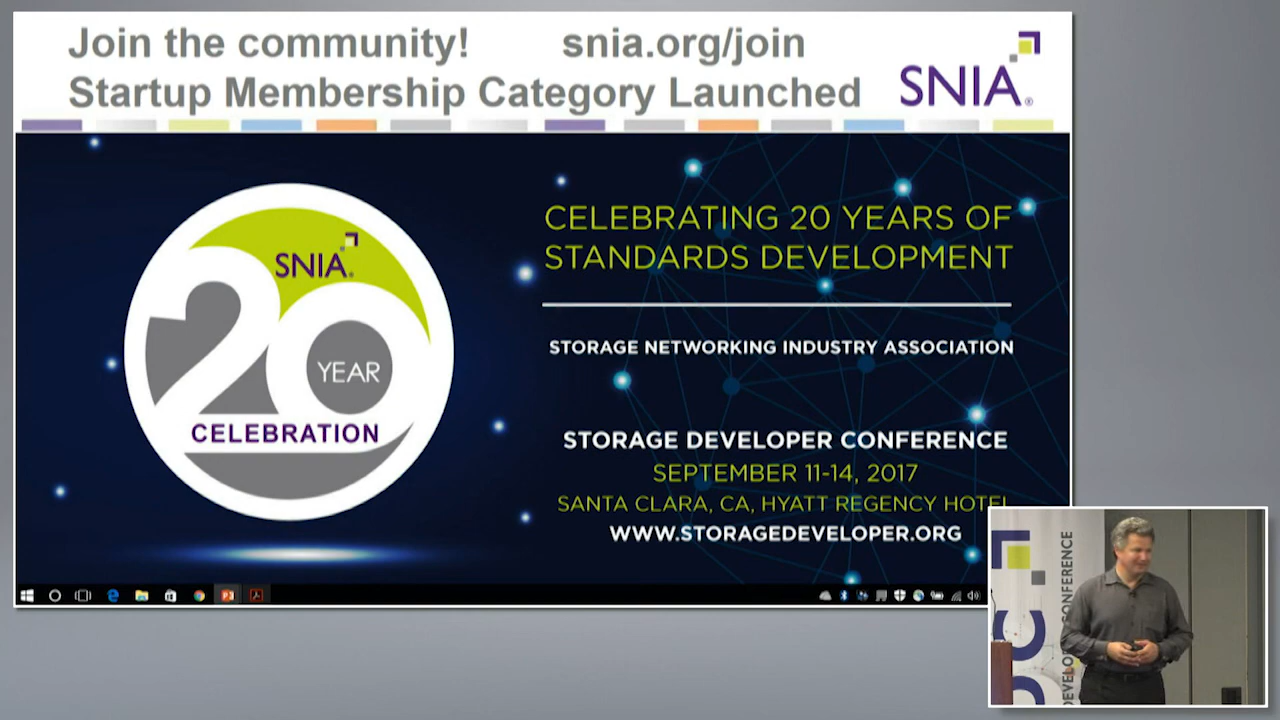 Join the community! snia.org/join
Startup Membership Category Launched
SNIA®
SNIA®
20
YEAR
CELEBRATION
CELEBRATING 20 YEARS OF
STANDARDS DEVELOPMENT
STORAGE NETWORKING INDUSTRY ASSOCIATION
STORAGE DEVELOPER CONFERENCE
SEPTEMBER 11-14, 2017
SANTA CLARA, CA, HYATT REGENCY HOTEL
WWW.STORAGEDEVELOPER.ORG